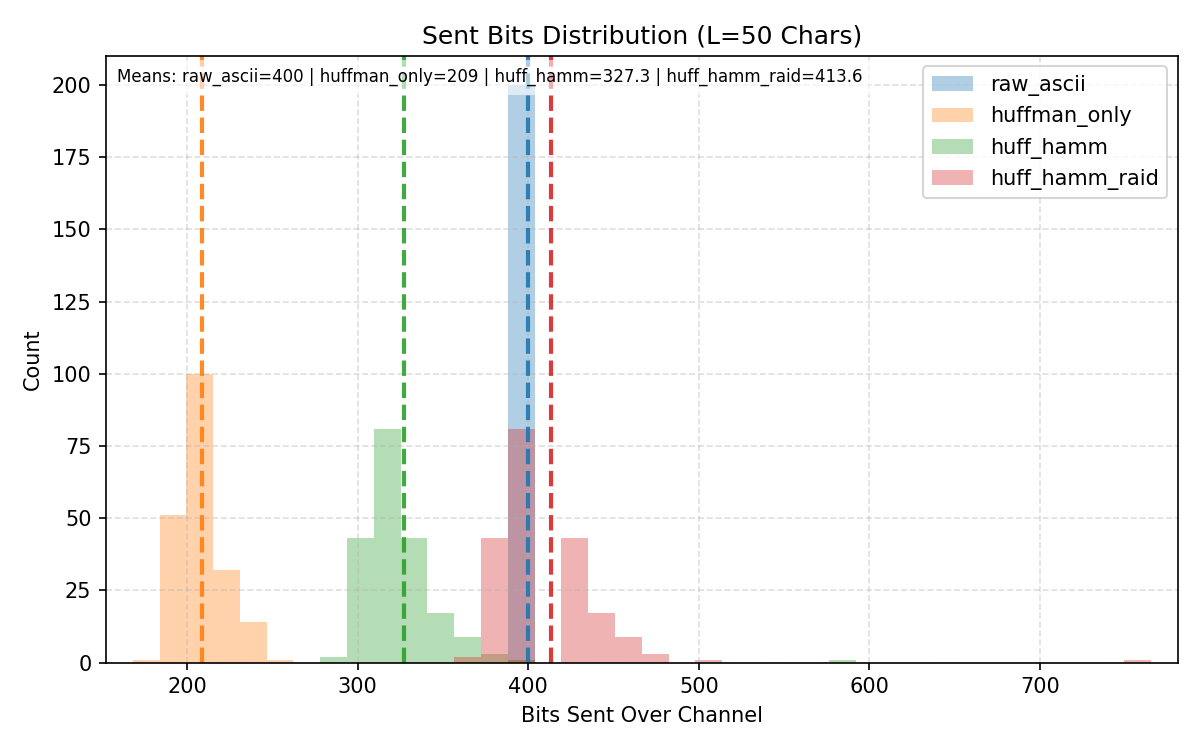 Sent Bits Distribution (L=50 Chars)
Means: raw_ascii=400 | huffman_only=209 | huff_hamm=327.3 | huff_hamm_raid=413.6
raw_ascii
huffman_only
huff_hamm
huff_hamm_raid
Count
200
175
150
125
100
75
50
25
0
200
300
400
500
600
700
Bits Sent Over Channel